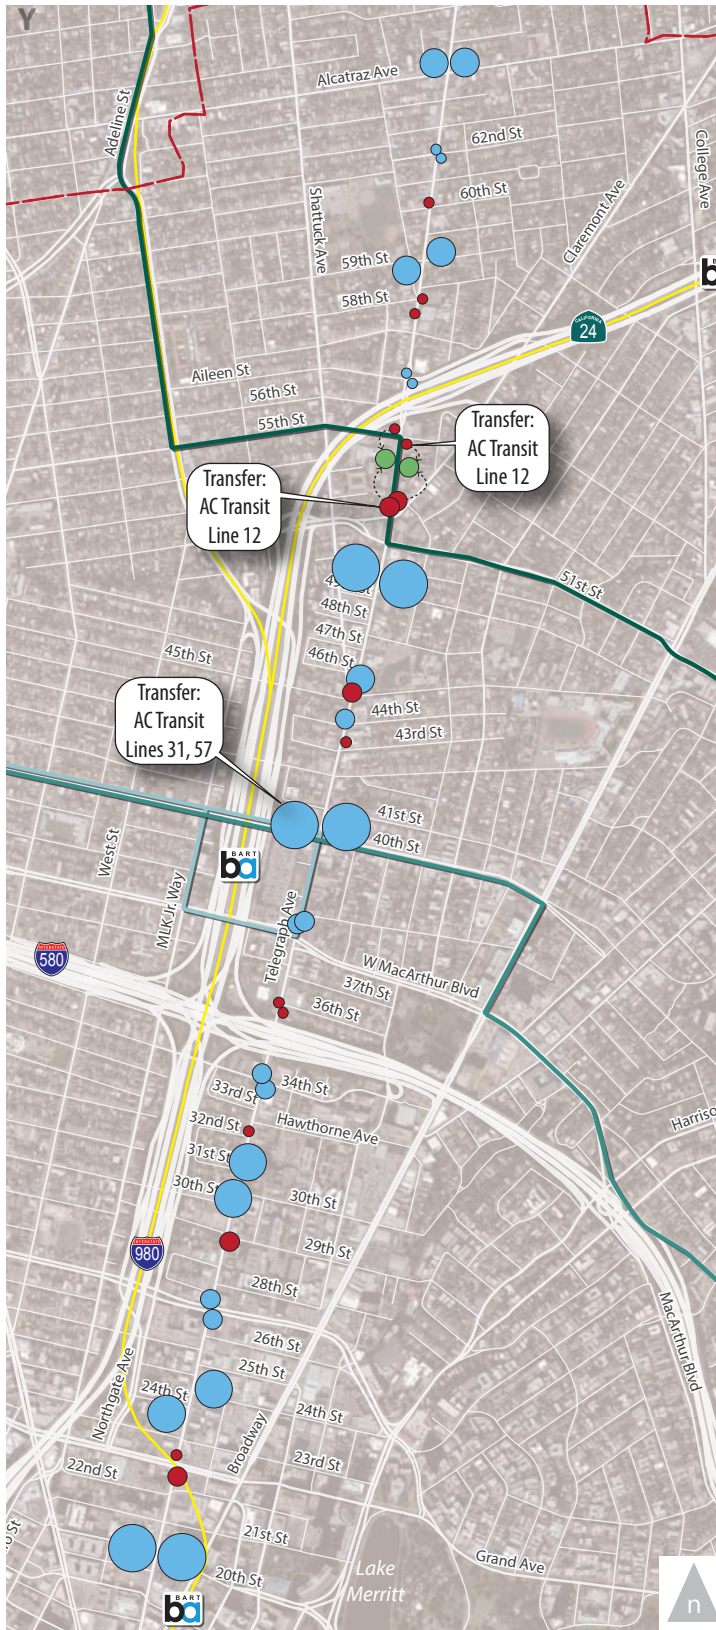 Y
Alcatraz Ave
Adeline St
62nd St
College Ave
60th St
Shattuck Ave
Claremont Ave
59th St
b
58th St
CALIFORNIA
24
Aileen St
56th St
55th St
Transfer:
AC Transit
Line 12
Transfer:
AC Transit
Line 12
51st St
48th St
47th St
45th St
46th St
Transfer:
AC Transit
Lines 31, 57
44th St
43rd St
41st St
40th St
West St
BART
ba
MLK Jr. Way
Telegraph Ave
INTERSTATE
580
W MacArthur Blvd
37th St
36th St
34th St
33rd St
32nd St
Hawthorne Ave
Harriso
31st St
30th St
30th St
29th St
INTERSTATE
980
28th St
MacArthur Blvd
26th St
25th St
Northgate Ave
24th St
24th St
Broadway
23rd St
22nd St
21st St
Grand Ave
20th St
Lake
Merritt
BART
ba
n